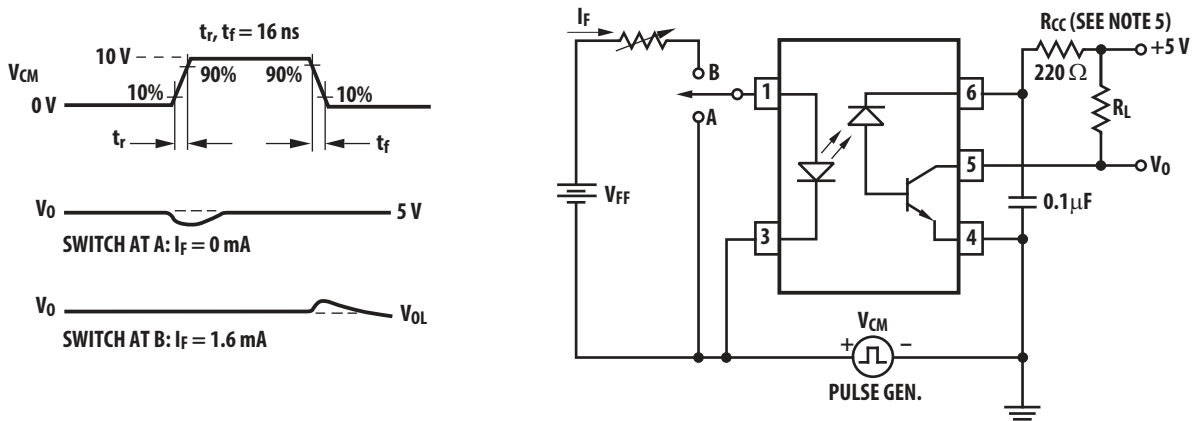 tr, tf = 16 ns
10 V
VCM
90%
90%
10%
10%
0 V
tr
tf
VO
5 V
SWITCH AT A: IF = 0 mA
VO
VOL
SWITCH AT B: IF = 1.6 mA
IF
B
A
VFF
1
3
6
5
4
RCC (SEE NOTE 5)
+5 V
220 Ω
RL
VO
0.1μF
VCM
+
–
PULSE GEN.